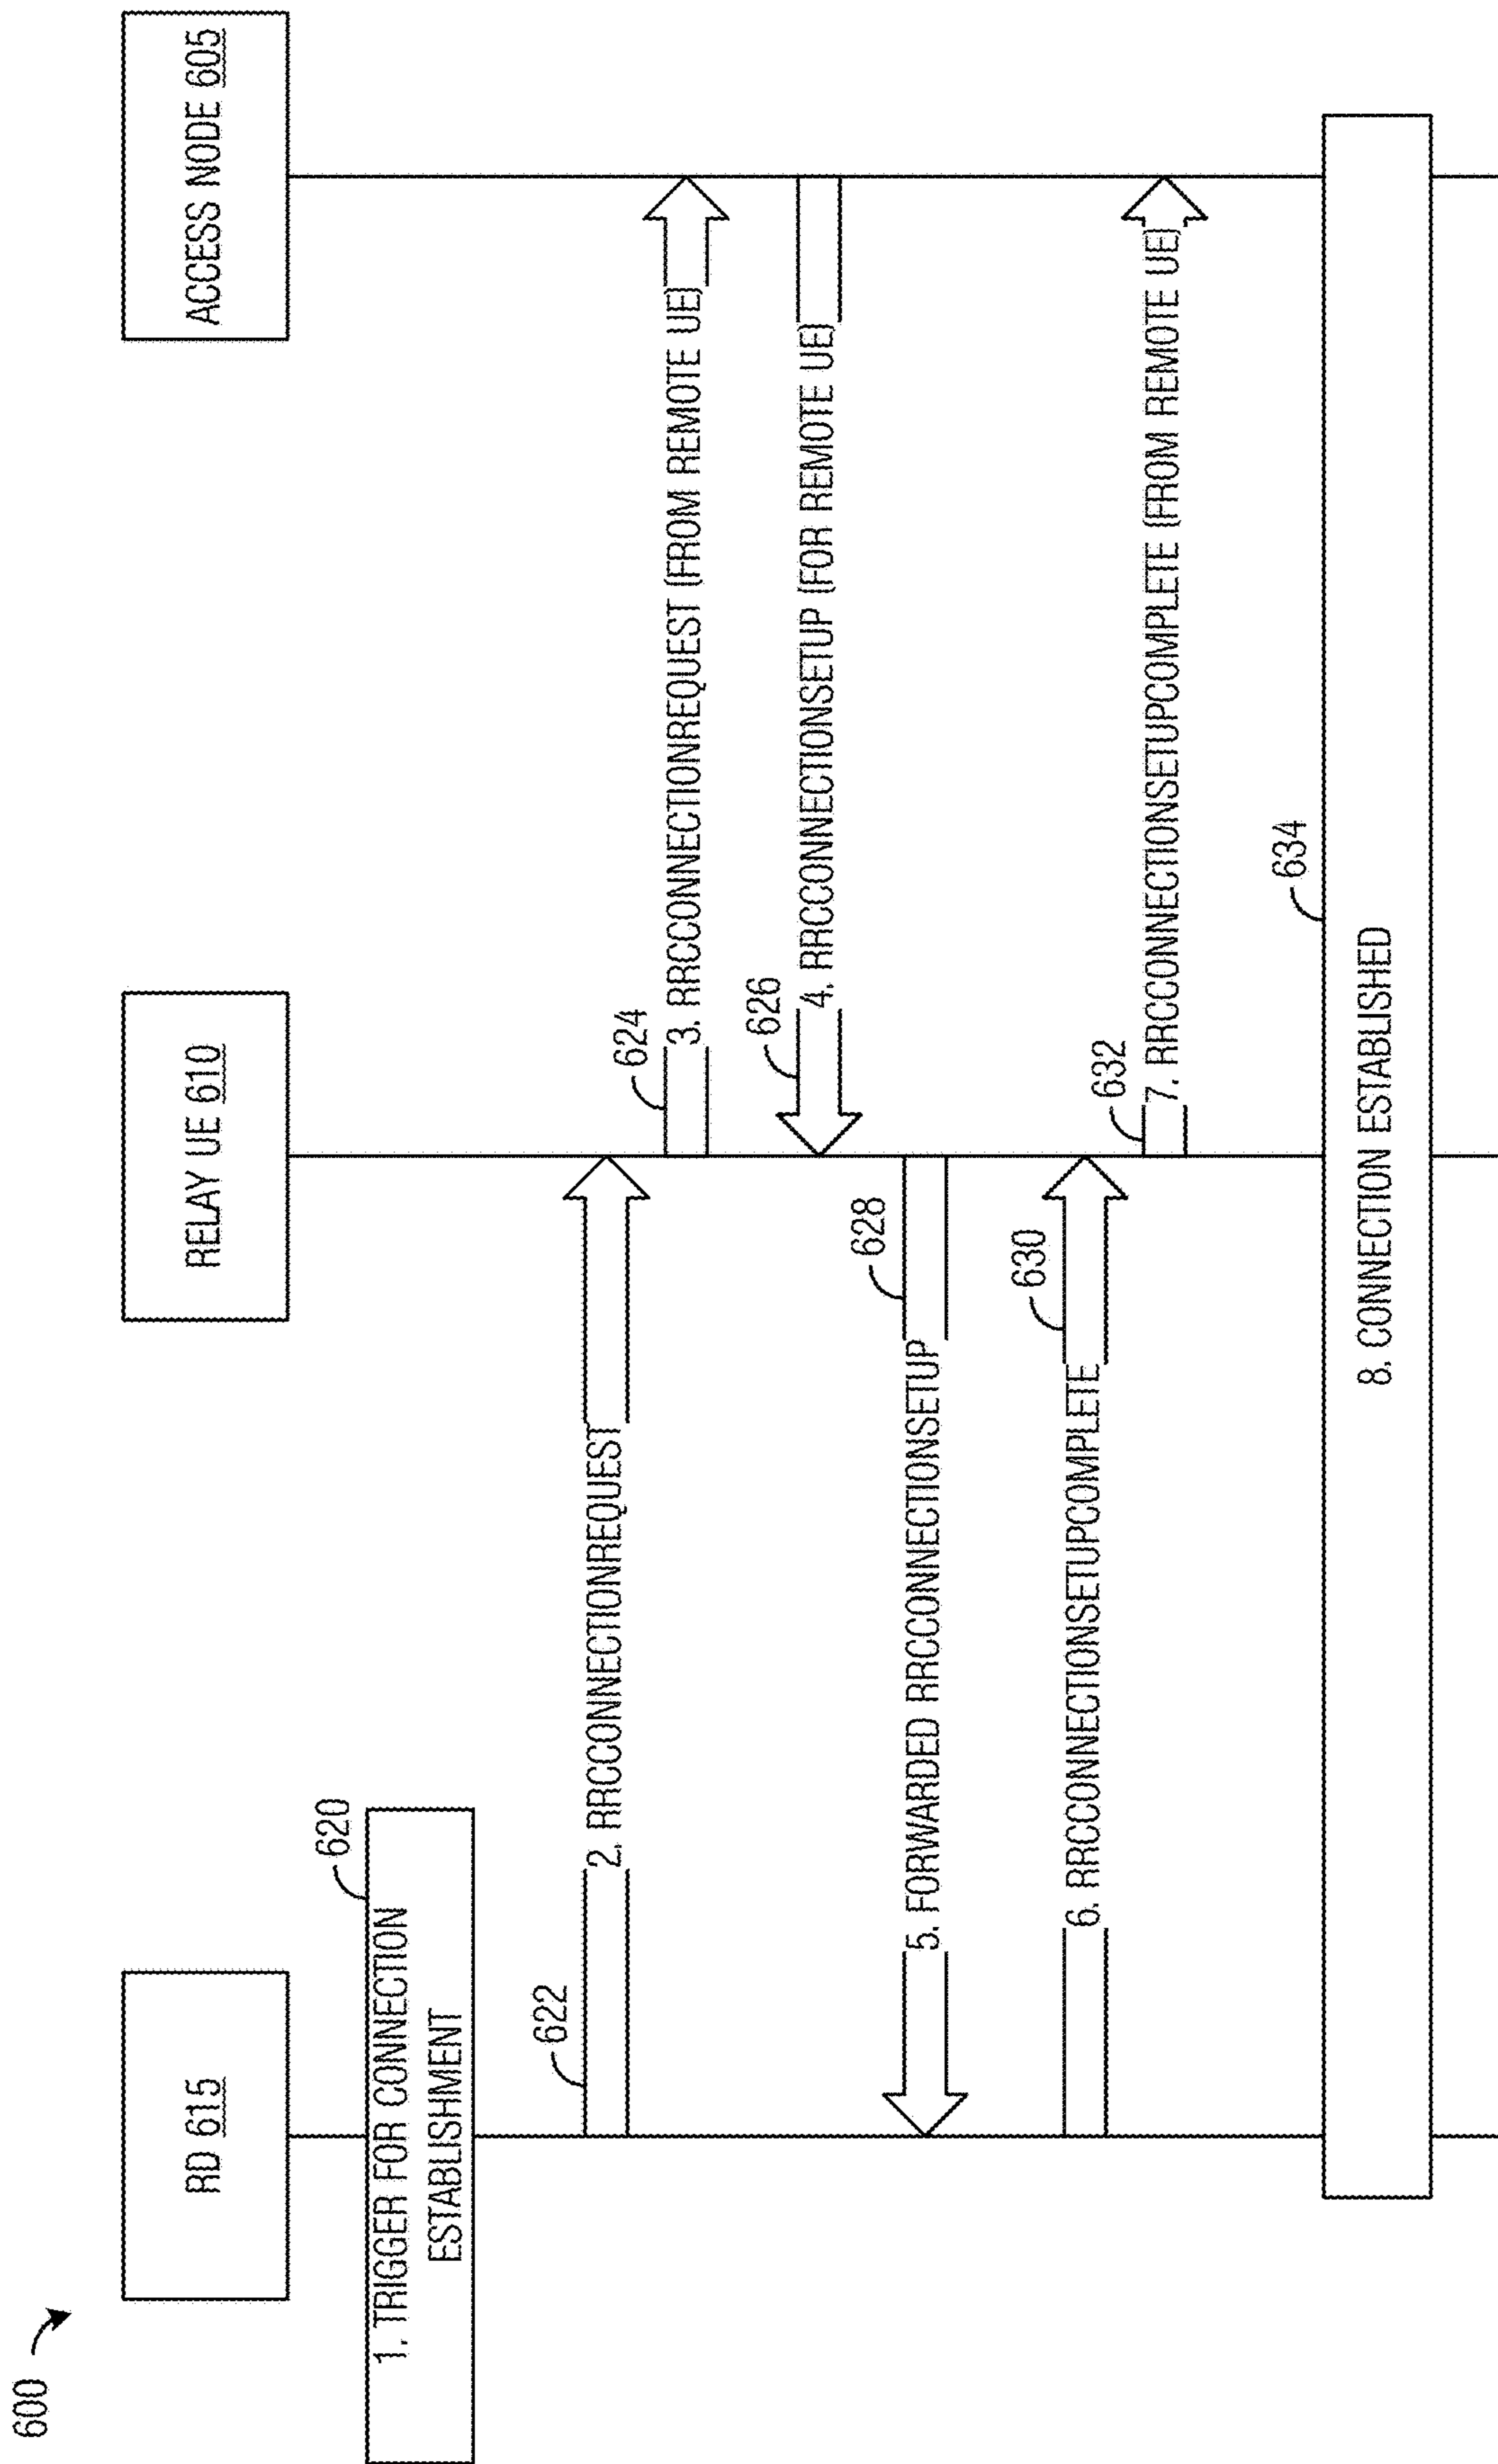 600
RD 615
RELAY UE 610
ACCESS NODE 605
620
1. TRIGGER FOR CONNECTION
ESTABLISHMENT
622
2. RRCCONNECTIONREQUEST
624
3. RRCCONNECTIONREQUEST (FROM REMOTE UE)
626
4. RRCCONNECTIONSETUP (FOR REMOTE UE)
628
5. FORWARDED RRCCONNECTIONSETUP
630
6. RRCCONNECTIONSETUPCOMPLETE
632
7. RRCCONNECTIONSETUPCOMPLETE (FROM REMOTE UE)
634
8. CONNECTION ESTABLISHED